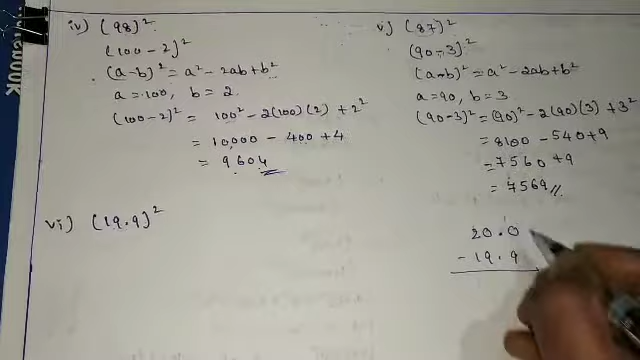 iv) (98)²
(100-2)²
(a-b)² = a² - 2ab + b²
a = 100, b = 2
(100-2)² = 100² - 2(100)(2) + 2²
= 10,000 - 400 + 4
= 9604
v) (87)²
(90-3)²
(a-b)² = a² - 2ab + b²
a = 90, b = 3
(90-3)² = (90)² - 2(90)(3) + 3²
= 8100 - 540 + 9
= 7560 + 9
= 7569 //
vi) (19.9)²
20.0
- 19.9